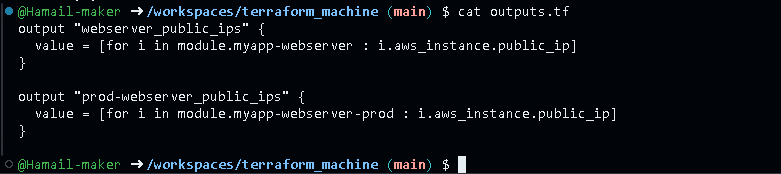 @Hamail-maker ➜/workspaces/terraform_machine (main) $ cat outputs.tf
output "webserver_public_ips" {
  value = [for i in module.myapp-webserver : i.aws_instance.public_ip]
}

output "prod-webserver_public_ips" {
  value = [for i in module.myapp-webserver-prod : i.aws_instance.public_ip]
}

@Hamail-maker ➜/workspaces/terraform_machine (main) $